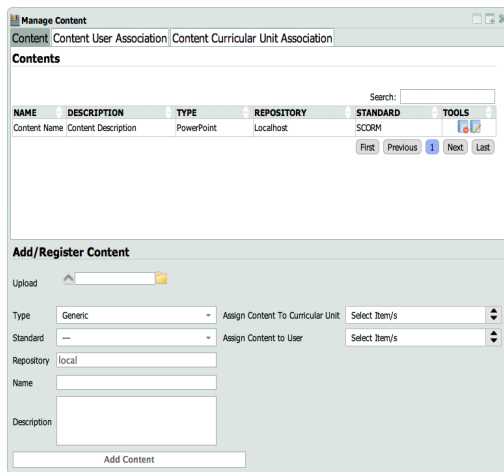 Manage Content
Content Content User Association Content Curricular Unit Association
Contents
Search:
NAME DESCRIPTION TYPE REPOSITORY STANDARD TOOLS
Content Name Content Description PowerPoint Localhost SCORM
First Previous 1 Next Last
Add/Register Content
Upload
Type Generic Assign Content To Curricular Unit Select Item/s
Standard --- Assign Content to User Select Item/s
Repository local
Name
Description
Add Content